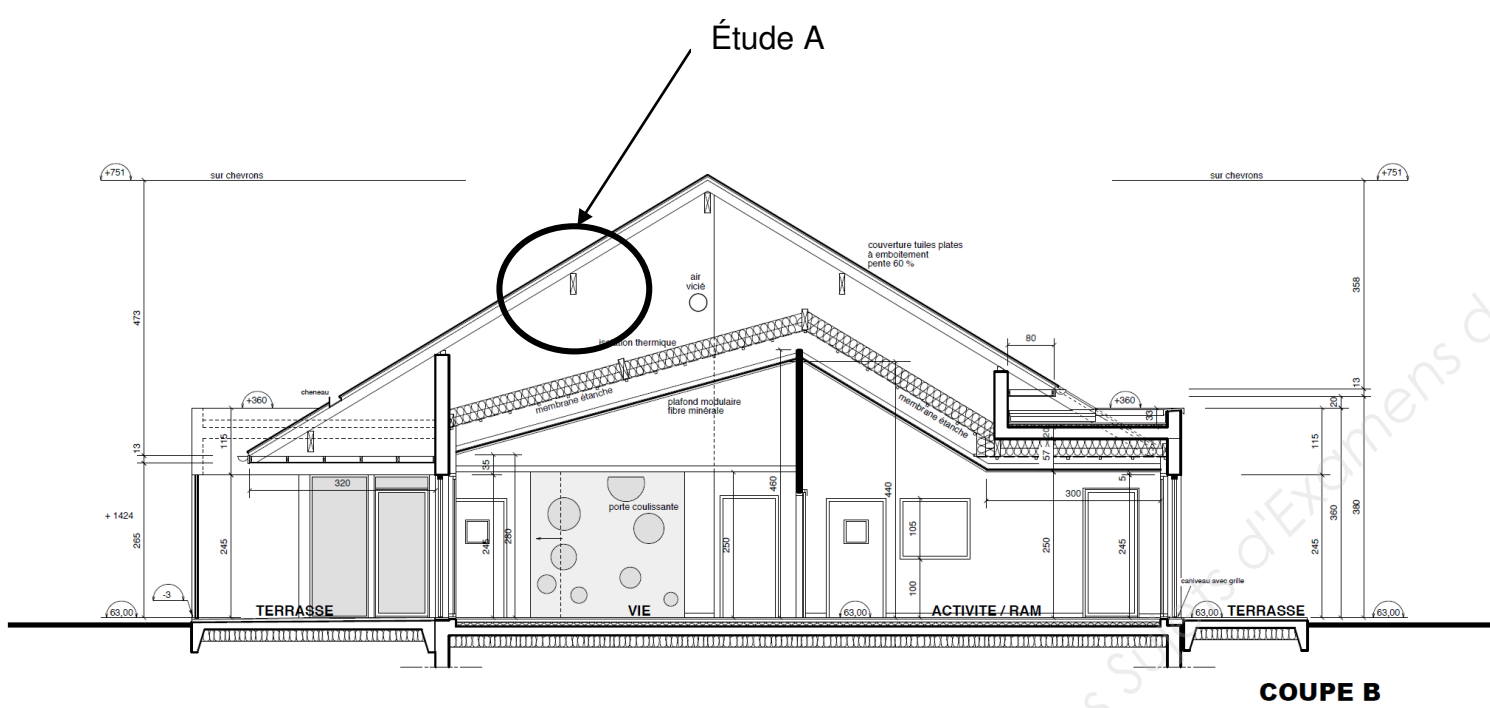 Étude A
+751
sur chevrons
sur chevrons
+751
couverture tuiles plates
à emboitement
pente 60 %
air
vicié
473
358
isolation thermique
80
13
cheneau
+360
membrane étanche
plafond modulaire
fibre minérale
membrane étanche
+360
33
20
115
13
35
57 > 20
115
320
460
440
5
300
porte coulissante
+ 1424
265
245
245
280
250
105
100
250
245
245
360
380
caniveau avec grille
-3
63,00
TERRASSE
VIE
63,00
ACTIVITE / RAM
63,00
TERRASSE
63,00
COUPE B
s Sujets d'Examens d